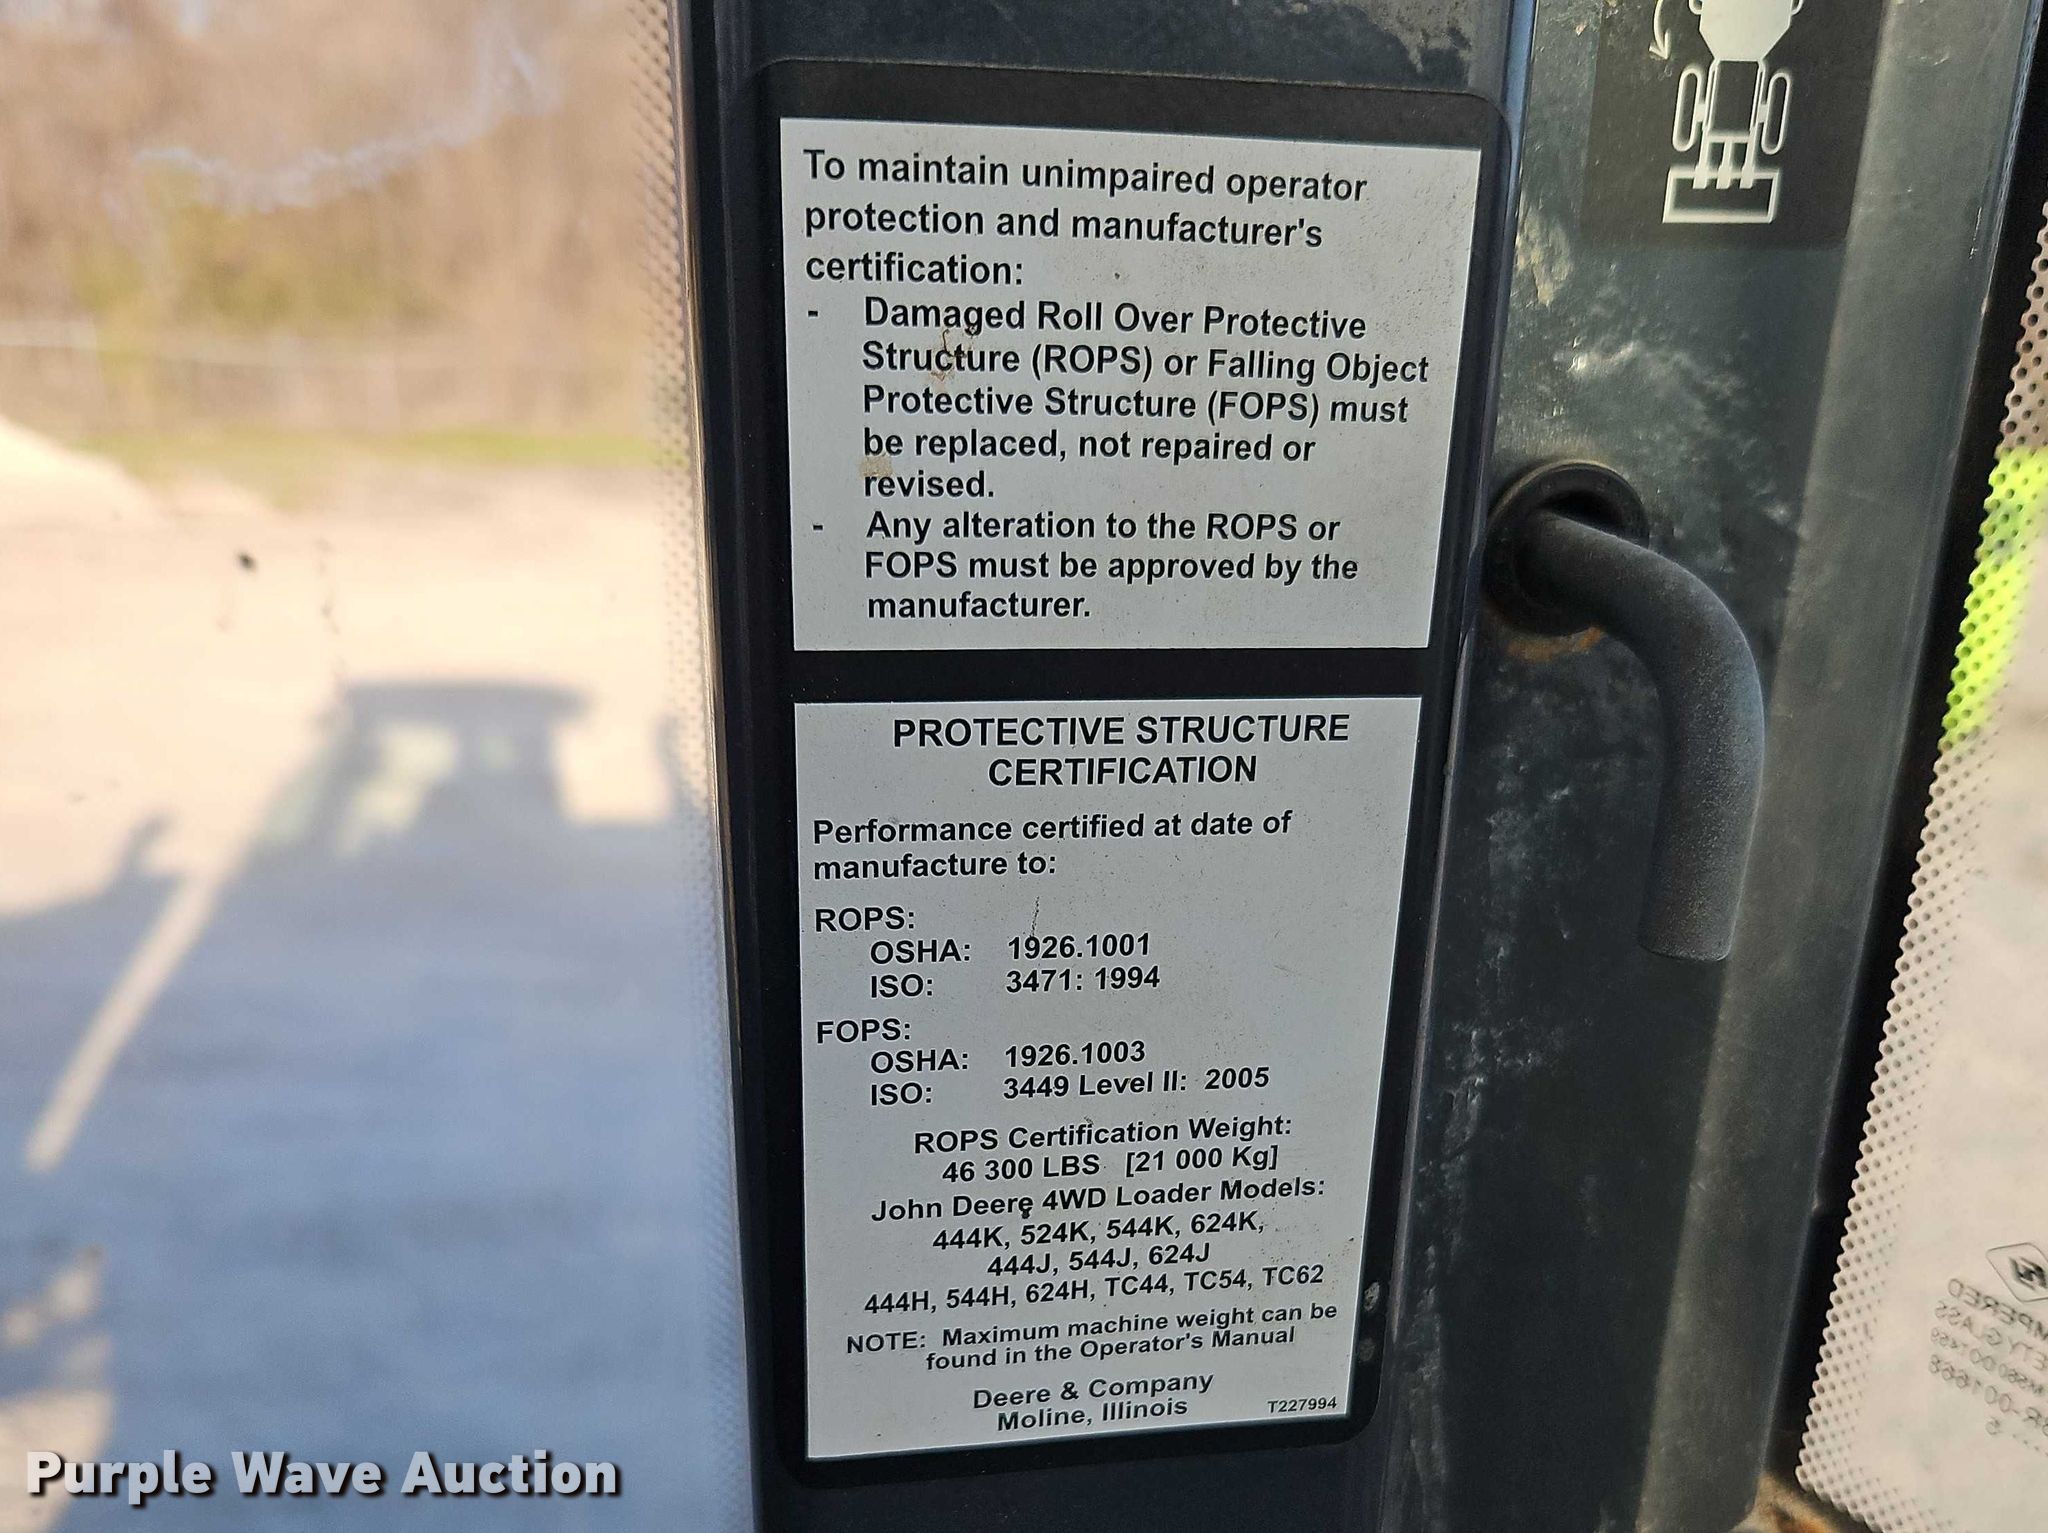 To maintain unimpaired operator
protection and manufacturer's
certification:
- Damaged Roll Over Protective
Structure (ROPS) or Falling Object
Protective Structure (FOPS) must
be replaced, not repaired or
revised.
- Any alteration to the ROPS or
FOPS must be approved by the
manufacturer.
PROTECTIVE STRUCTURE
CERTIFICATION
Performance certified at date of
manufacture to:
ROPS:
OSHA: 1926.1001
ISO: 3471: 1994
FOPS:
OSHA: 1926.1003
ISO: 3449 Level II: 2005
ROPS Certification Weight:
46 300 LBS [21 000 Kg]
John Deere 4WD Loader Models:
444K, 524K, 544K, 624K,
444J, 544J, 624J
444H, 544H, 624H, TC44, TC54, TC62
NOTE: Maximum machine weight can be
found in the Operator's Manual
Deere & Company
Moline, Illinois T227994
Purple Wave Auction